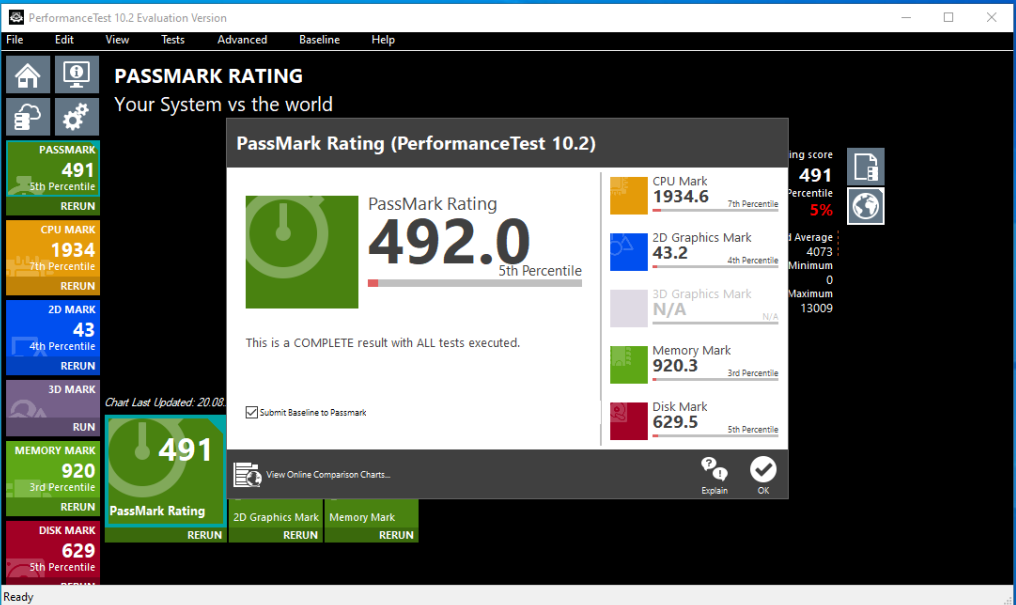 PerformanceTest 10.2 Evaluation Version
File Edit View Tests Advanced Baseline Help
PASSMARK RATING
Your System vs the world
PASSMARK
491
5th Percentile
RERUN
CPU MARK
1934
7th Percentile
RERUN
2D MARK
43
4th Percentile
RERUN
3D MARK
RUN
MEMORY MARK
920
3rd Percentile
RERUN
DISK MARK
629
5th Percentile
RERUN
Chart Last Updated: 20.08.
491
PassMark Rating
RERUN
2D Graphics Mark
RERUN
Memory Mark
RERUN
PassMark Rating (PerformanceTest 10.2)
PassMark Rating
492.0
5th Percentile
This is a COMPLETE result with ALL tests executed.
Submit Baseline to Passmark
CPU Mark
1934.6
7th Percentile
2D Graphics Mark
43.2
4th Percentile
3D Graphics Mark
N/A
N/A
Memory Mark
920.3
3rd Percentile
Disk Mark
629.5
5th Percentile
View Online Comparison Charts...
Explain
OK
ing score
491
Percentile
5%
d Average
4073
Minimum
0
Maximum
13009
Ready